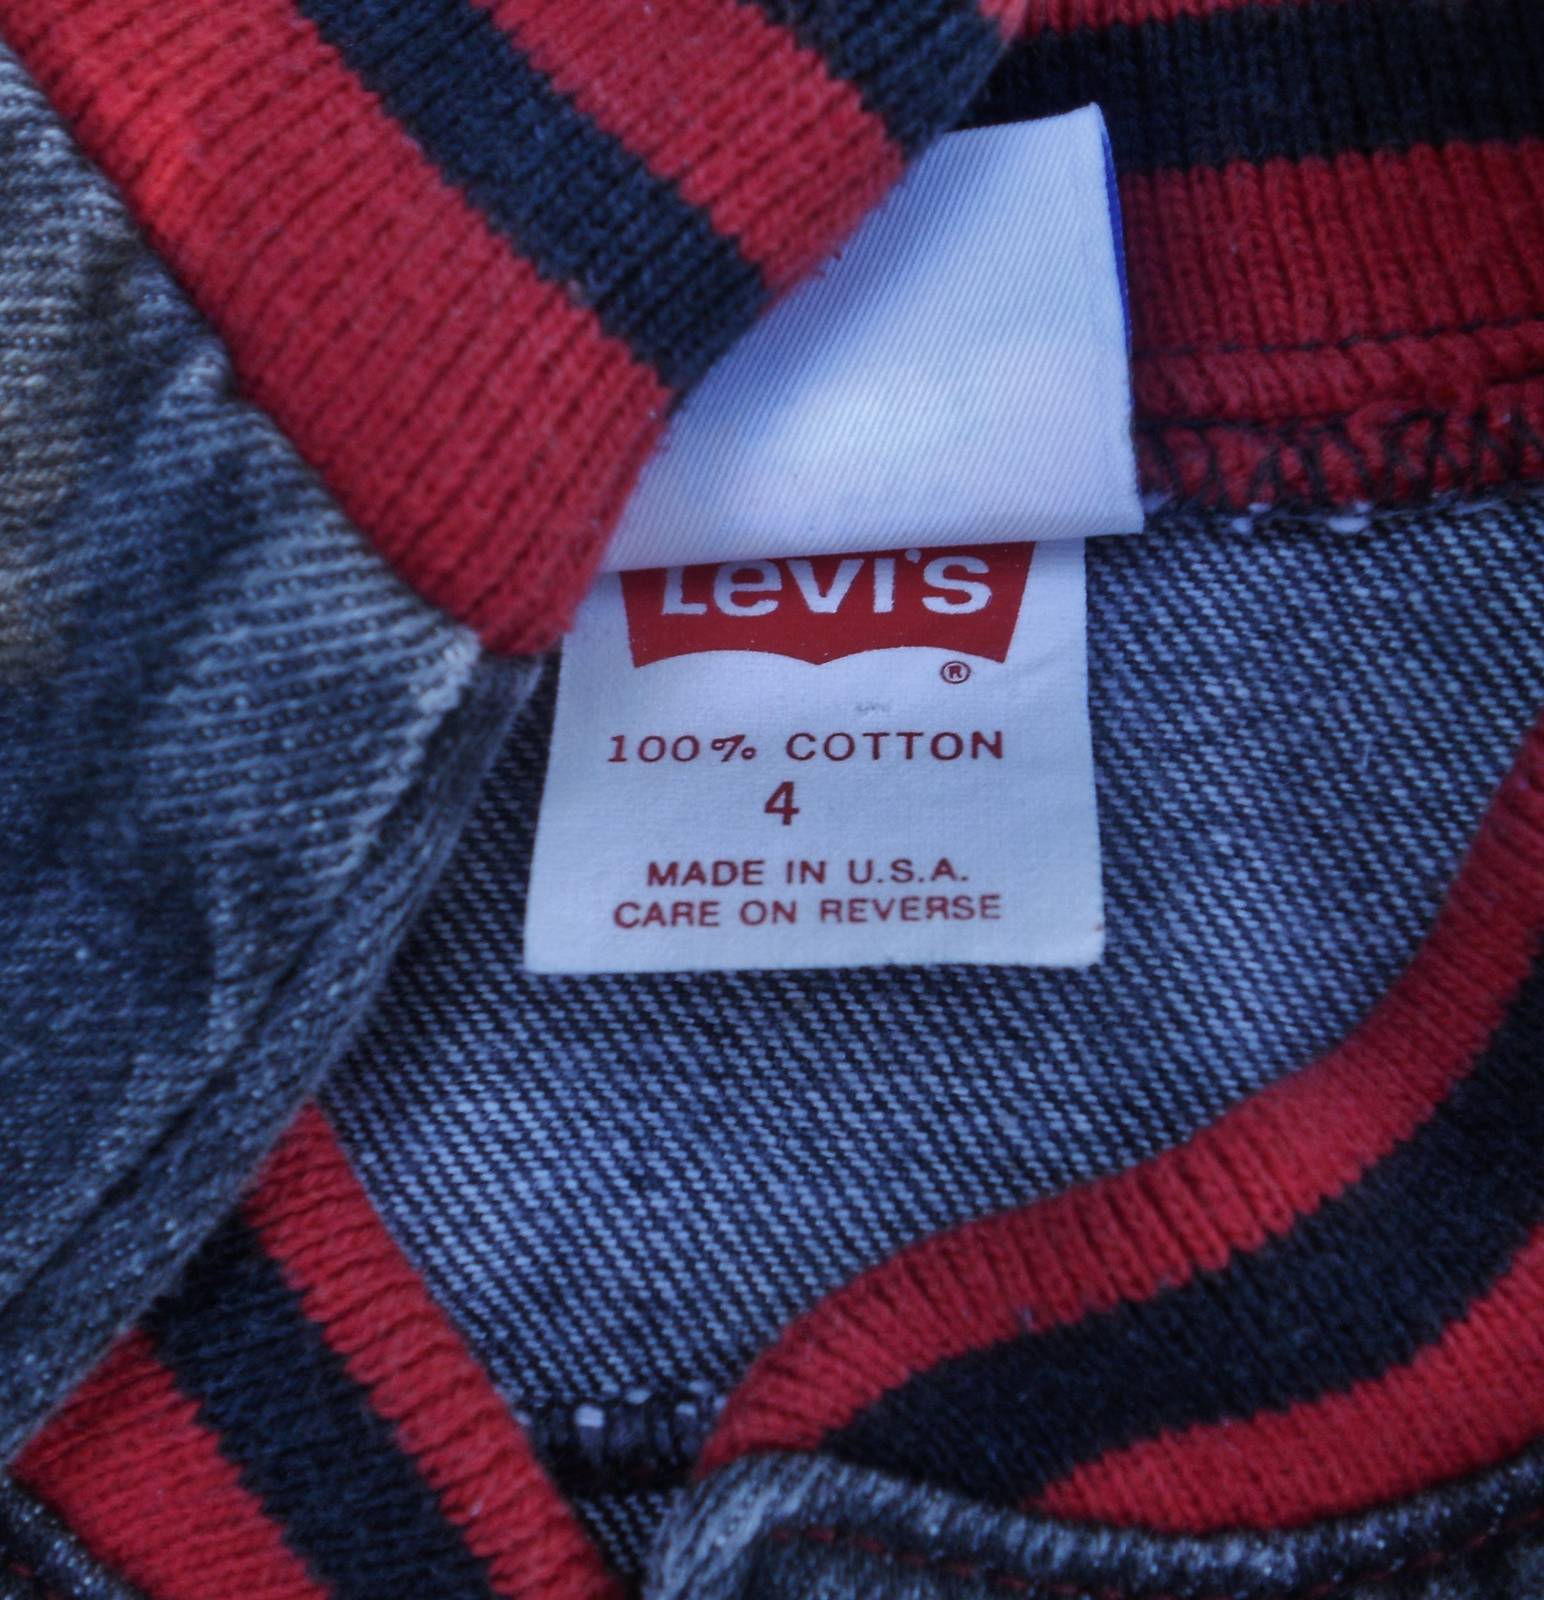 Levi's
®
100% COTTON
4
MADE IN U.S.A.
CARE ON REVERSE